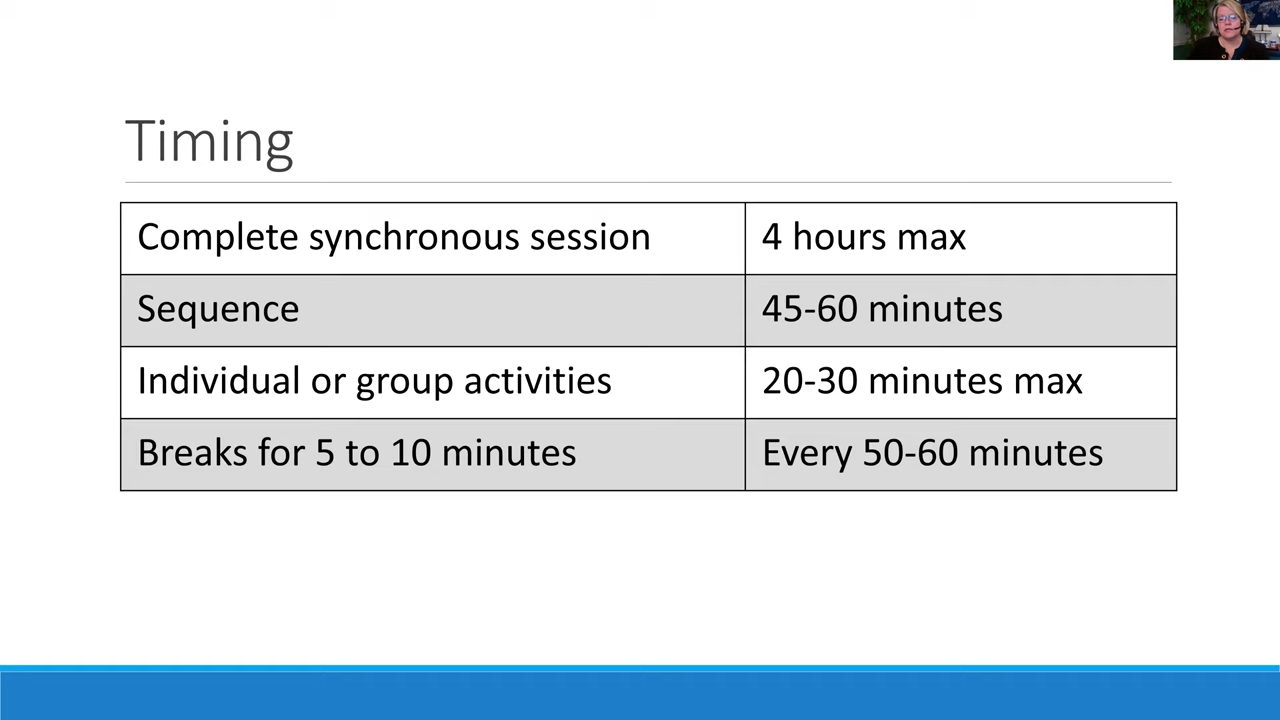 Timing
Complete synchronous session 4 hours max
Sequence 45-60 minutes
Individual or group activities 20-30 minutes max
Breaks for 5 to 10 minutes Every 50-60 minutes